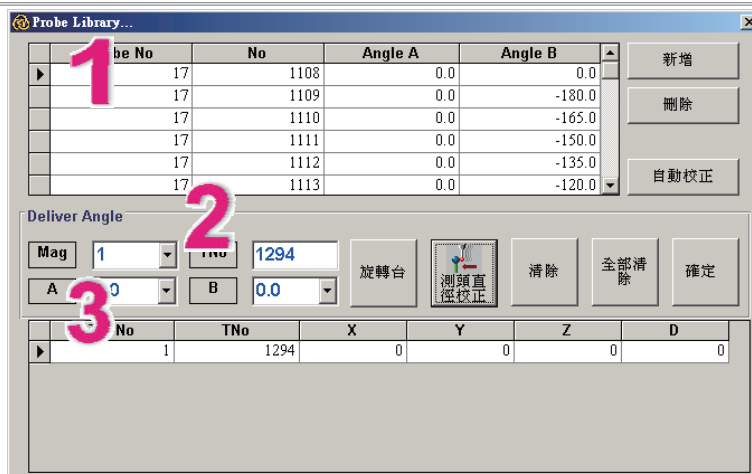 Probe Library...
1
be No No Angle A Angle B
新增
17 1108 0.0 0.0
17 1109 0.0 -180.0
刪除
17 1110 0.0 -165.0
17 1111 0.0 -150.0
17 1112 0.0 -135.0
自動校正
17 1113 0.0 -120.0
2
Deliver Angle
Mag 1 TNo 1294
旋轉台
測頭直
徑校正
清除
全部清
除
確定
A 0 B 0.0
3
No TNo X Y Z D
1 1294 0 0 0 0